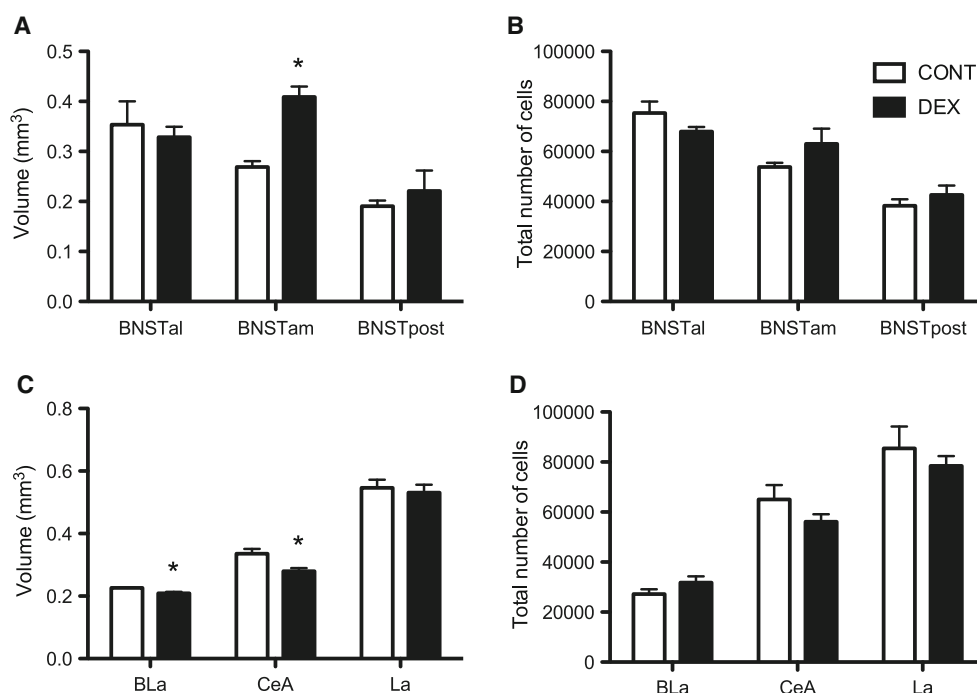 A
Volume (mm3)
0.5
0.4
0.3
0.2
0.1
0.0
*
BNSTal BNSTam BNSTpost
B
Total number of cells
100000
80000
60000
40000
20000
0
CONT
DEX
BNSTal BNSTam BNSTpost
C
Volume (mm3)
0.8
0.6
0.4
0.2
0.0
* *
BLa CeA La
D
Total number of cells
100000
80000
60000
40000
20000
0
BLa CeA La